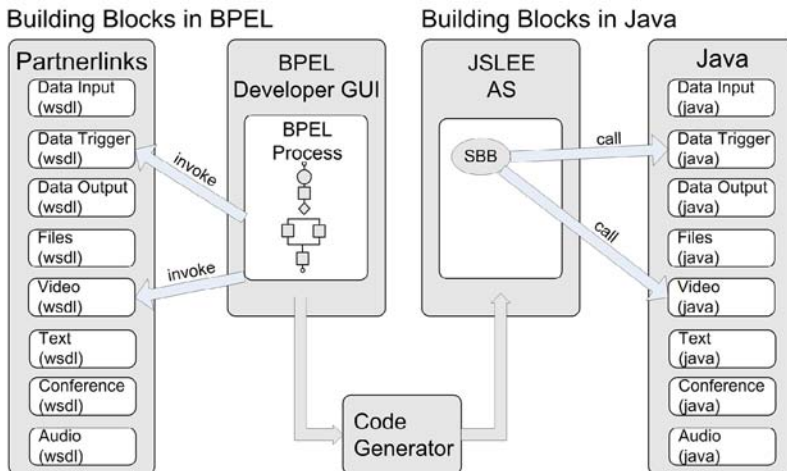 Building Blocks in BPEL
Building Blocks in Java
Partnerlinks
Data Input
(wsdl)
Data Trigger
(wsdl)
Data Output
(wsdl)
Files
(wsdl)
Video
(wsdl)
Text
(wsdl)
Conference
(wsdl)
Audio
(wsdl)
invoke
invoke
BPEL
Developer GUI
BPEL
Process
Code
Generator
JSLEE
AS
SBB
call
call
Java
Data Input
(java)
Data Trigger
(java)
Data Output
(java)
Files
(java)
Video
(java)
Text
(java)
Conference
(java)
Audio
(java)